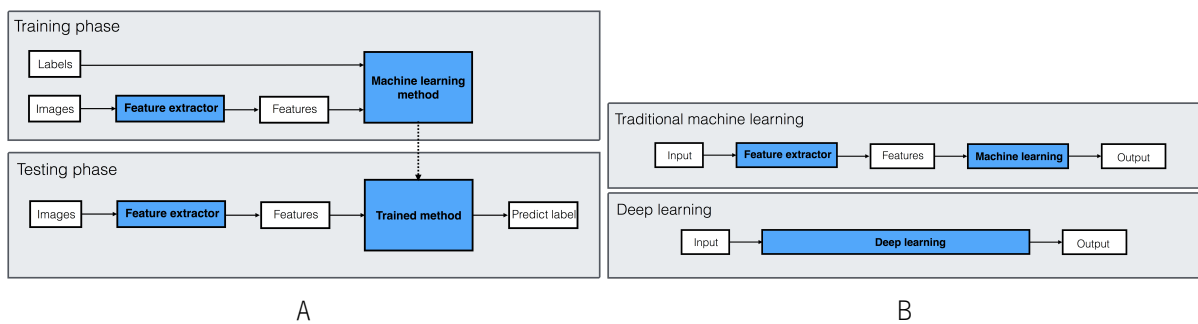 Training phase
Labels
Machine learning
method
Images
Feature extractor
Features
Testing phase
Images
Feature extractor
Features
Trained method
Predict label
A
Traditional machine learning
Input
Feature extractor
Features
Machine learning
Output
Deep learning
Input
Deep learning
Output
B